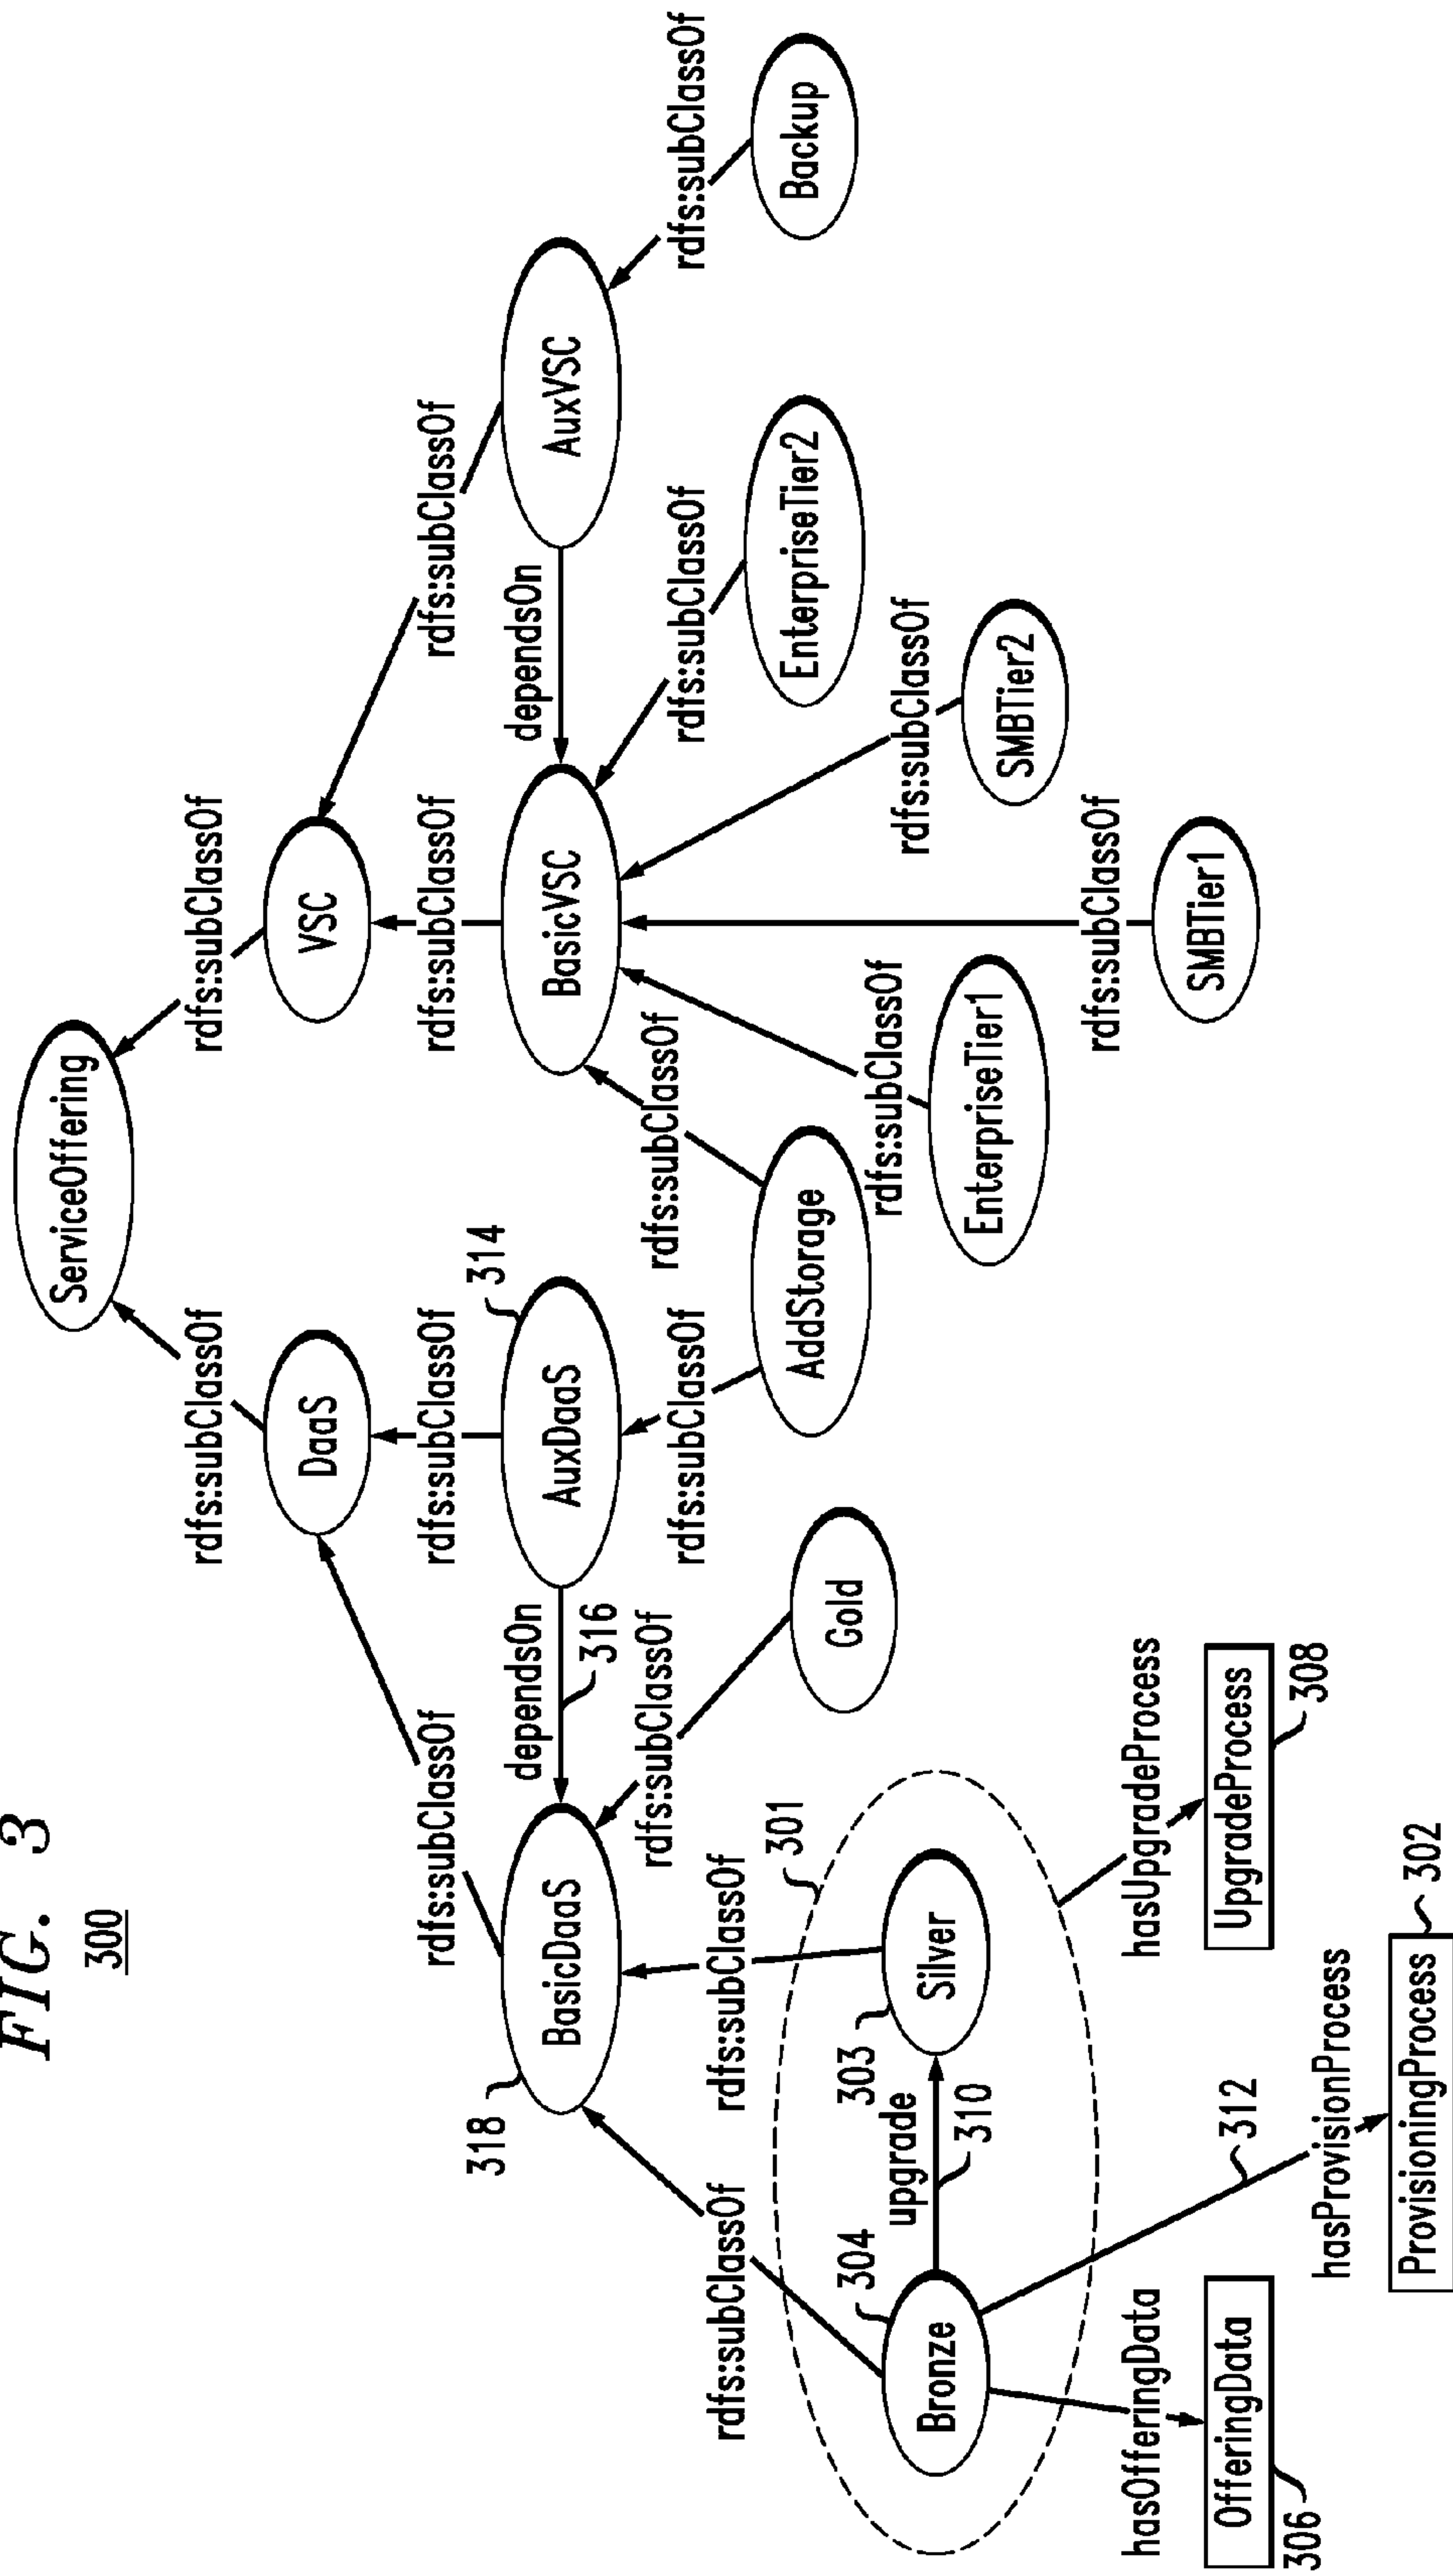 FIG. 3
300
ServiceOffering
rdfs:subClassOf
rdfs:subClassOf
DaaS
VSC
rdfs:subClassOf
rdfs:subClassOf
rdfs:subClassOf
rdfs:subClassOf
318
BasicDaaS
dependsOn
316
AuxDaaS
314
BasicVSC
dependsOn
AuxVSC
rdfs:subClassOf
rdfs:subClassOf
rdfs:subClassOf
rdfs:subClassOf
rdfs:subClassOf
rdfs:subClassOf
rdfs:subClassOf
301
Gold
AddStorage
EnterpriseTier2
Backup
304
upgrade
303
Bronze
310
Silver
rdfs:subClassOf
rdfs:subClassOf
EnterpriseTier1
SMBTier2
hasOfferingData
312
hasUpgradeProcess
rdfs:subClassOf
OfferingData
306
UpgradeProcess
308
SMBTier1
hasProvisionProcess
ProvisioningProcess
302